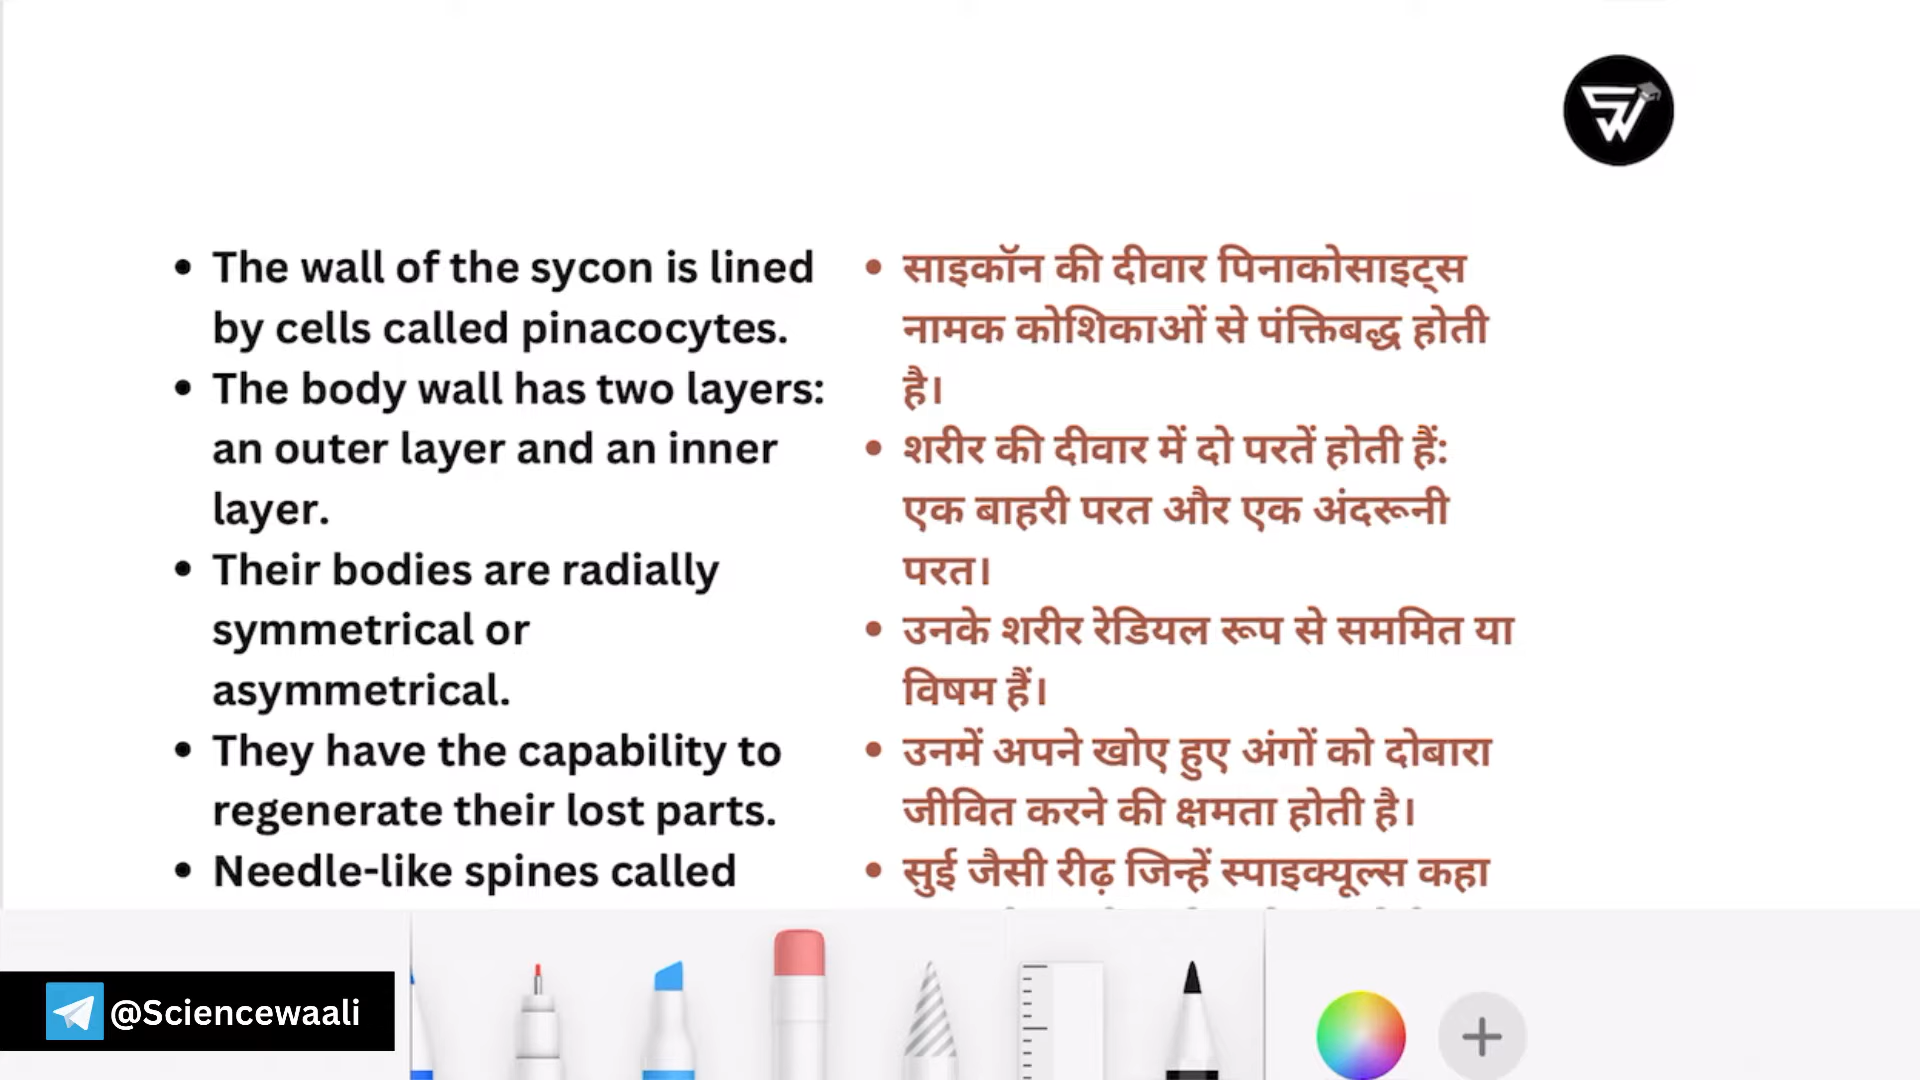 SW
The wall of the sycon is lined
by cells called pinacocytes.
The body wall has two layers:
an outer layer and an inner
layer.
Their bodies are radially
symmetrical or
asymmetrical.
They have the capability to
regenerate their lost parts.
Needle-like spines called
साइकॉन की दीवार पिनाकोसाइट्स
नामक कोशिकाओं से पंक्तिबद्ध होती
है।
शरीर की दीवार में दो परतें होती हैं:
एक बाहरी परत और एक अंदरूनी
परत।
उनके शरीर रेडियल रूप से सममित या
विषम हैं।
उनमें अपने खोए हुए अंगों को दोबारा
जीवित करने की क्षमता होती है।
सुई जैसी रीढ़ जिन्हें स्पाइक्यूल्स कहा
@Sciencewaali